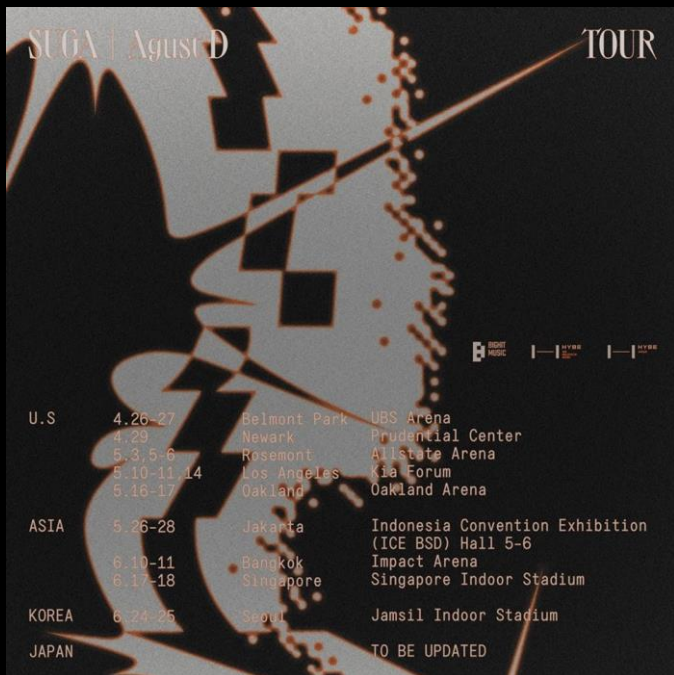 SUGA | Agust D TOUR
BIGHIT MUSIC HYBE HYBE
U.S 4.26-27 Belmont Park UBS Arena
4.29 Newark Prudential Center
5.3,5-6 Rosemont Allstate Arena
5.10-11,14 Los Angeles Kia Forum
5.16-17 Oakland Oakland Arena
ASIA 5.26-28 Jakarta Indonesia Convention Exhibition
(ICE BSD) Hall 5-6
6.10-11 Bangkok Impact Arena
6.17-18 Singapore Singapore Indoor Stadium
KOREA 6.24-25 Seoul Jamsil Indoor Stadium
JAPAN TO BE UPDATED